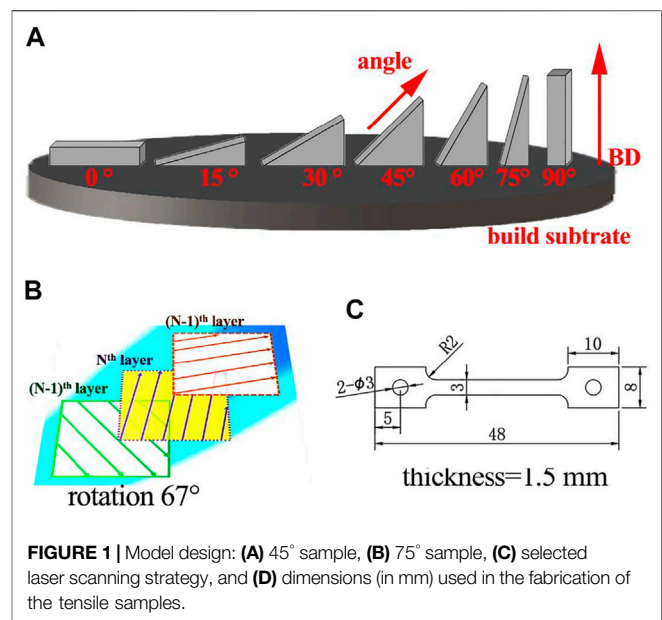 A
angle
BD
0° 15° 30° 45° 60° 75° 90°
build subtrate
B
(N-1)th layer
Nth layer
(N-1)th layer
rotation 67°
C
R2
10
2-Φ3
3
8
5
48
thickness=1.5 mm
FIGURE 1 | Model design: (A) 45° sample, (B) 75° sample, (C) selected
laser scanning strategy, and (D) dimensions (in mm) used in the fabrication of
the tensile samples.